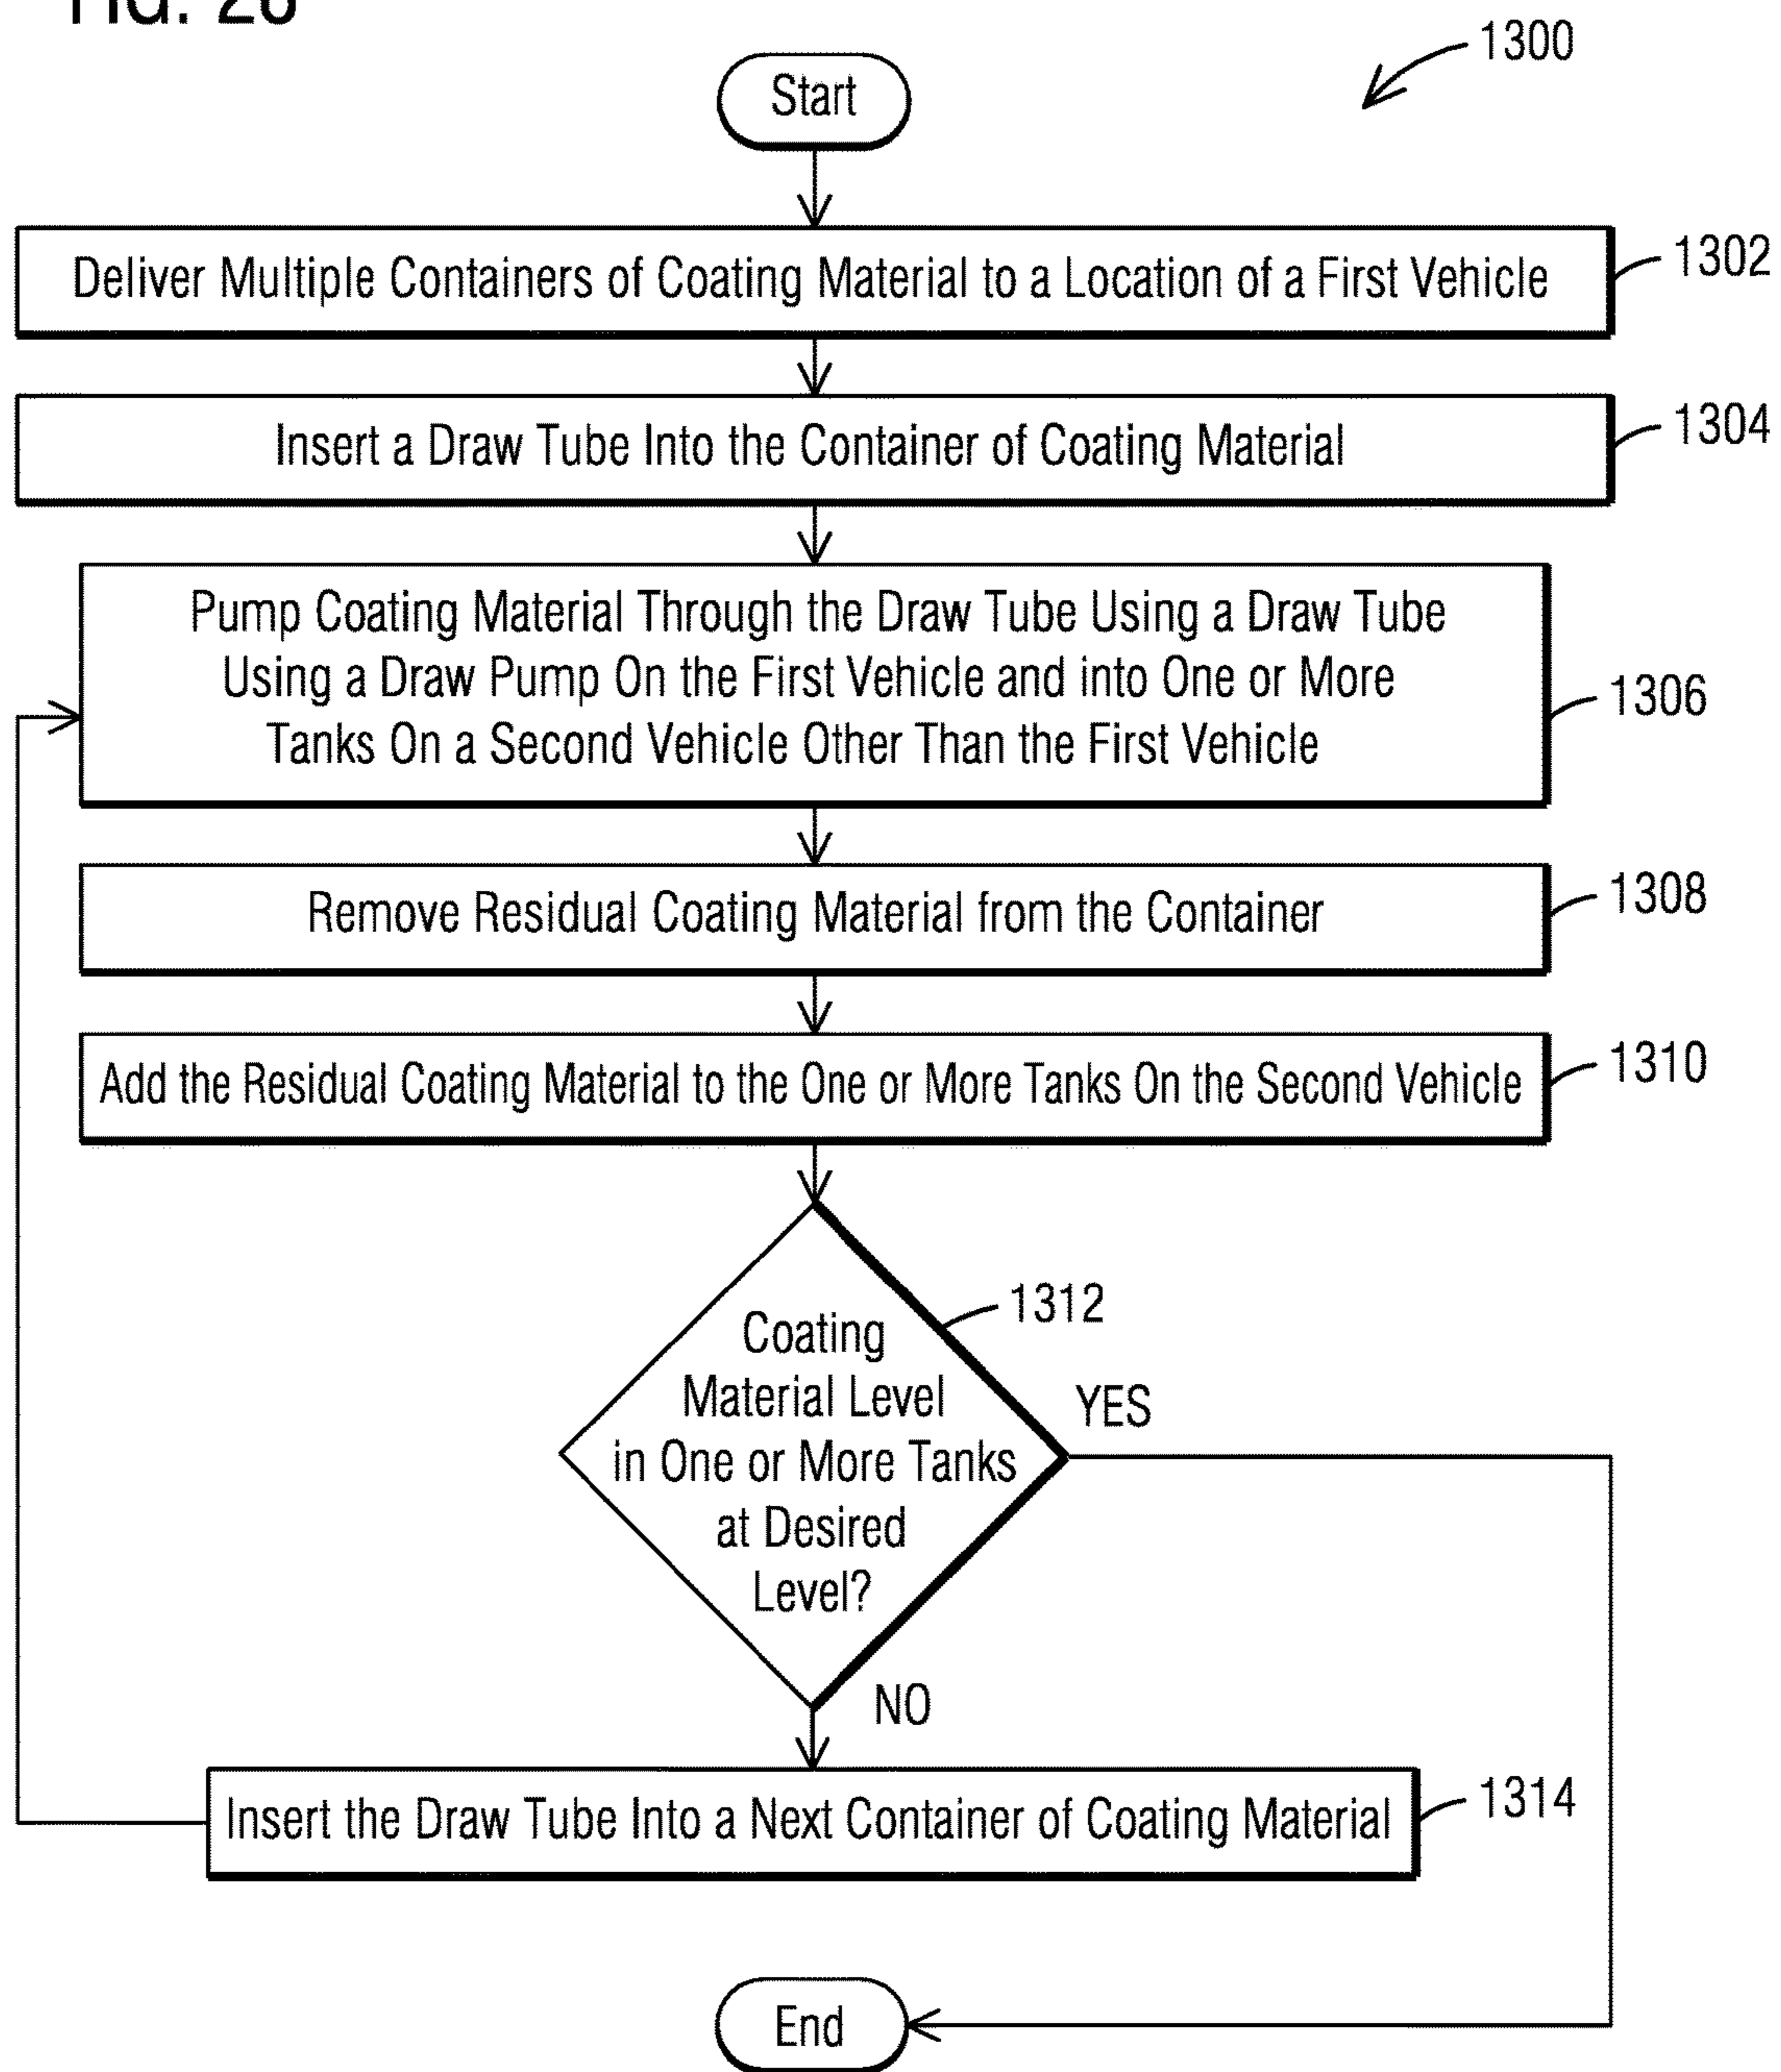 1300
Start
Deliver Multiple Containers of Coating Material to a Location of a First Vehicle
1302
Insert a Draw Tube Into the Container of Coating Material
1304
Pump Coating Material Through the Draw Tube Using a Draw Tube
Using a Draw Pump On the First Vehicle and into One or More
Tanks On a Second Vehicle Other Than the First Vehicle
1306
Remove Residual Coating Material from the Container
1308
Add the Residual Coating Material to the One or More Tanks On the Second Vehicle
1310
1312
Coating
Material Level
in One or More Tanks
at Desired
Level?
YES
NO
Insert the Draw Tube Into a Next Container of Coating Material
1314
End